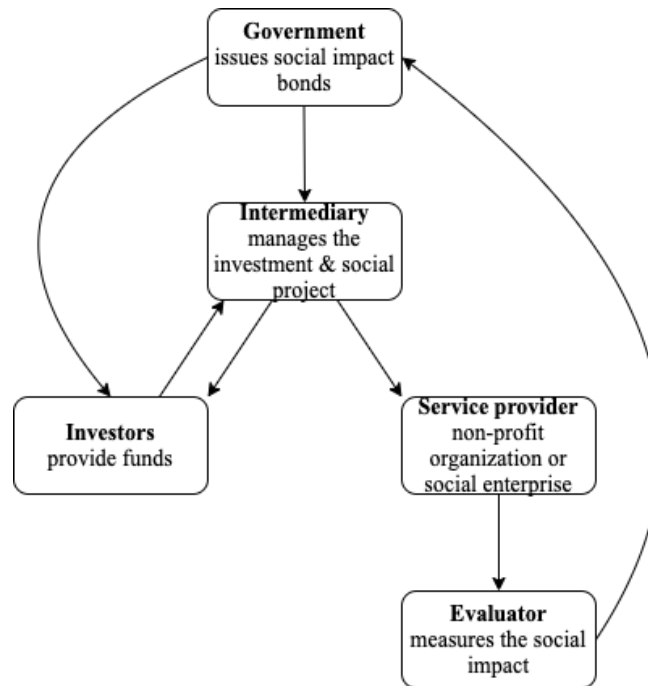 Government
issues social impact
bonds
Intermediary
manages the
investment & social
project
Investors
provide funds
Service provider
non-profit
organization or
social enterprise
Evaluator
measures the social
impact